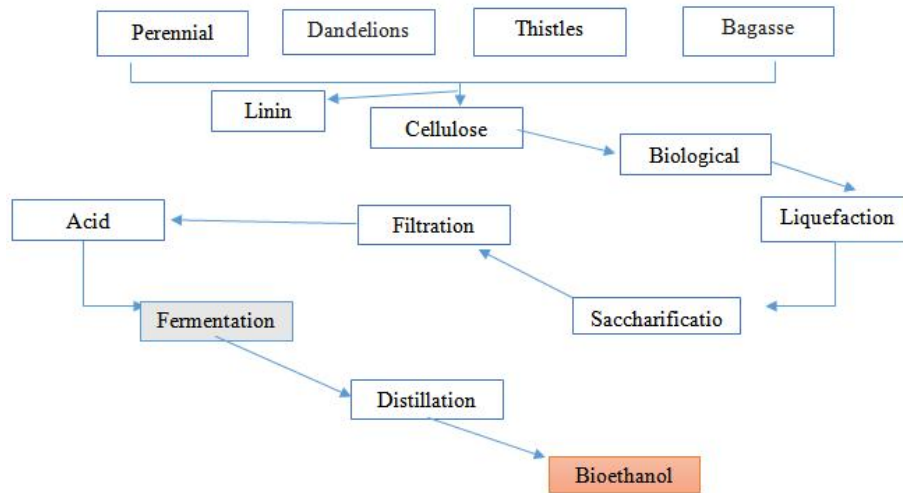 Perennial
Dandelions
Thistles
Bagasse
Linin
Cellulose
Biological
Liquefaction
Acid
Filtration
Saccharificatio
Fermentation
Distillation
Bioethanol